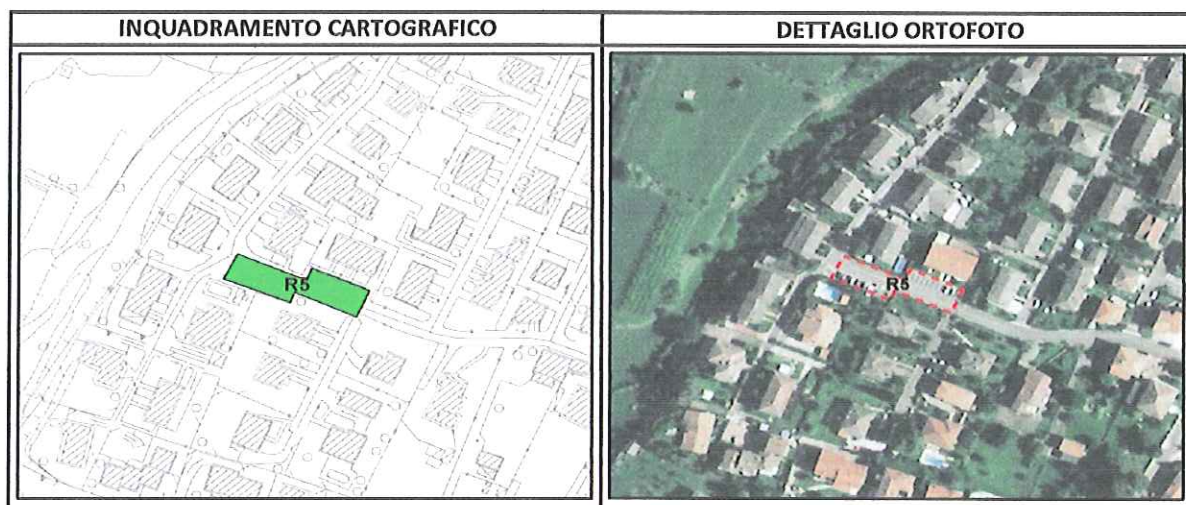 INQUADRAMENTO CARTOGRAFICO
DETTAGLIO ORTOFOTO
R5
R5